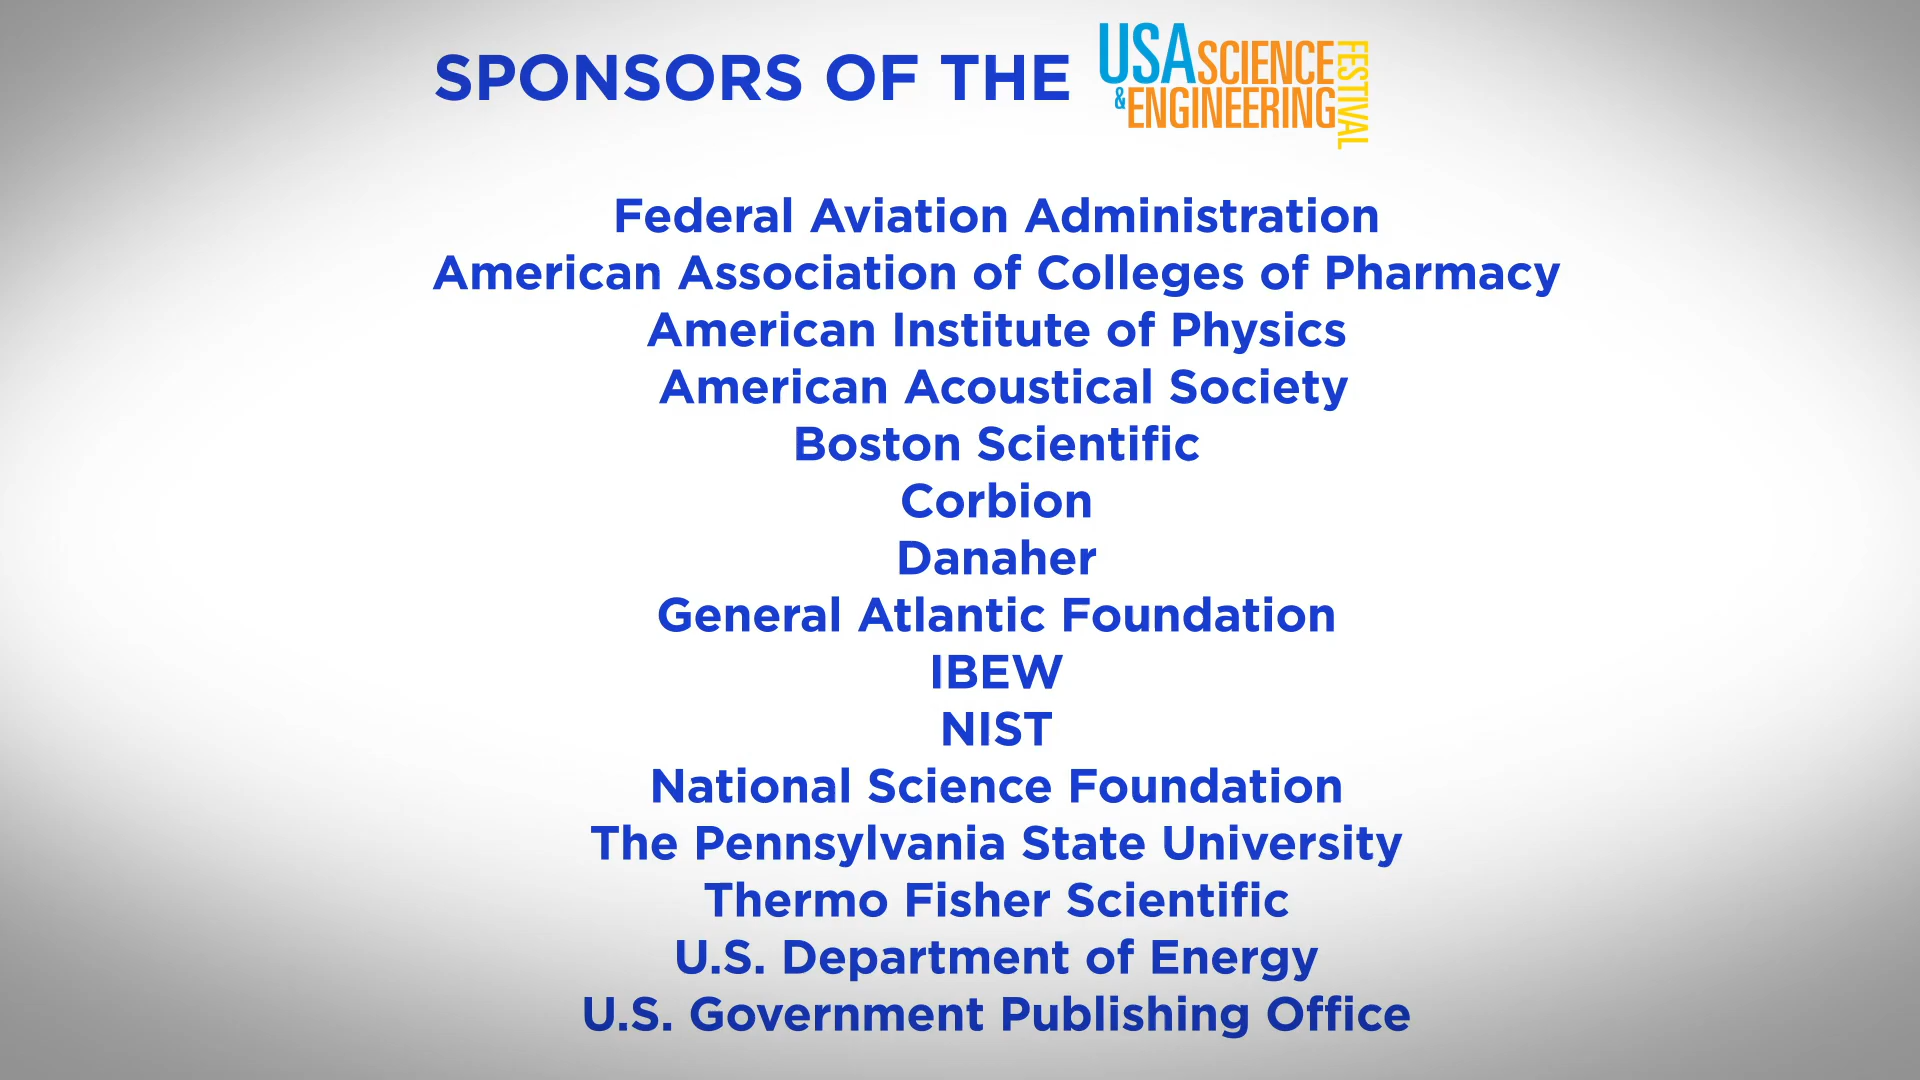 SPONSORS OF THE USA SCIENCE & ENGINEERING FESTIVAL
Federal Aviation Administration
American Association of Colleges of Pharmacy
American Institute of Physics
American Acoustical Society
Boston Scientific
Corbion
Danaher
General Atlantic Foundation
IBEW
NIST
National Science Foundation
The Pennsylvania State University
Thermo Fisher Scientific
U.S. Department of Energy
U.S. Government Publishing Office